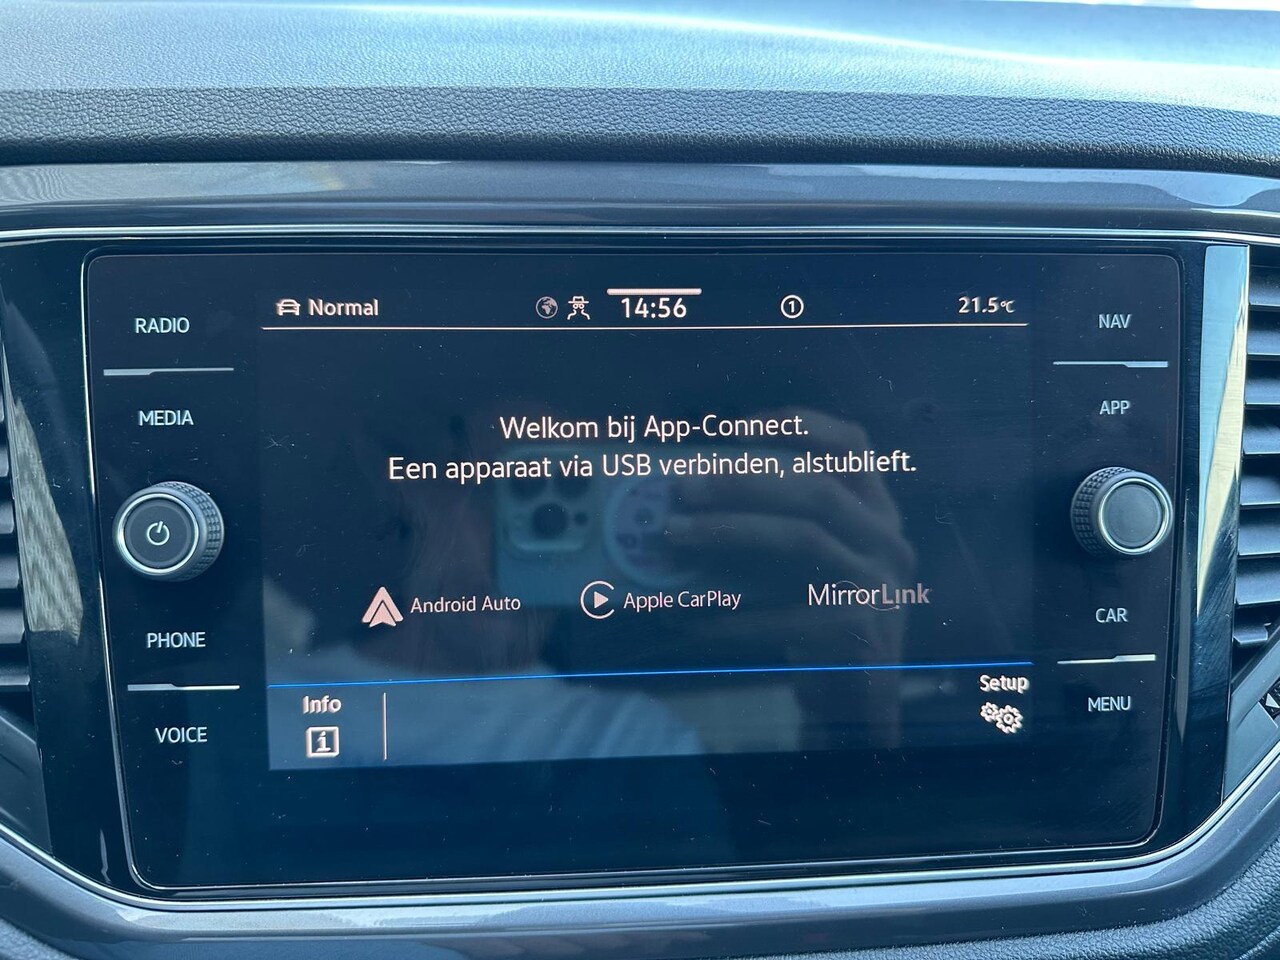 RADIO
MEDIA
PHONE
VOICE
Normal
14:56
1
21.5°C
Welkom bij App-Connect.
Een apparaat via USB verbinden, alstublieft.
Android Auto
Apple CarPlay
MirrorLink
Info
i
Setup
NAV
APP
CAR
MENU